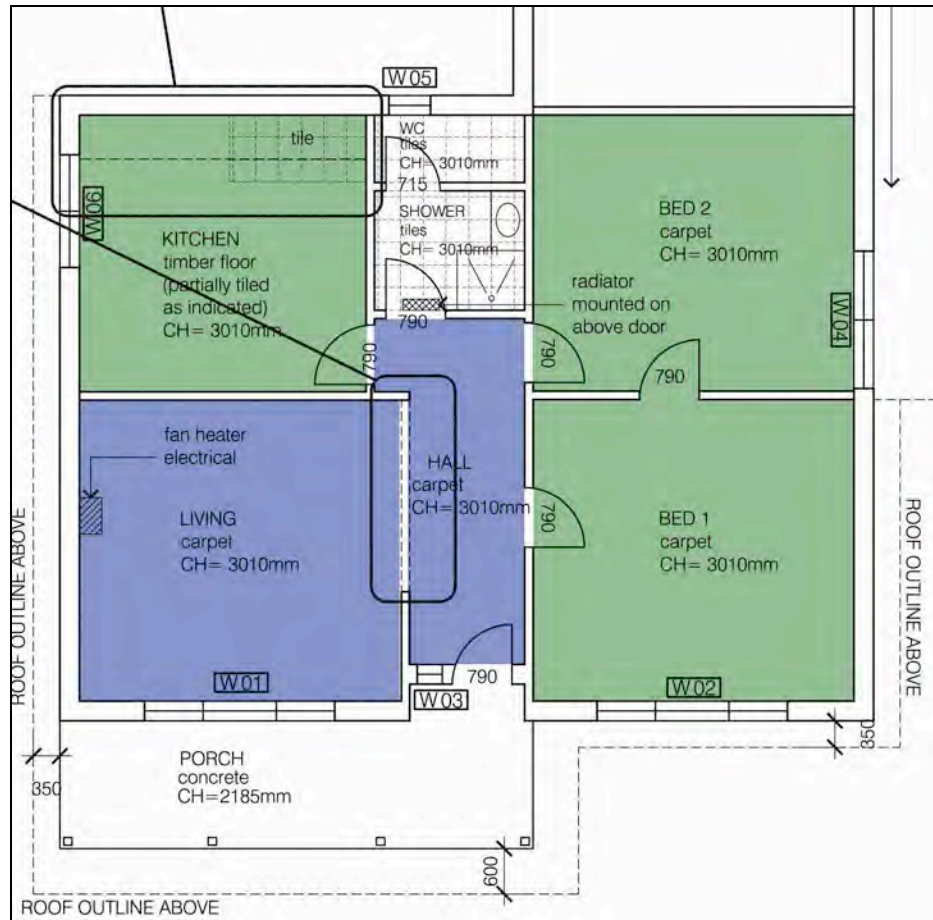 W05
tile
WC
tiles
CH= 3010mm
715
W06
SHOWER
tiles
CH= 3010mm
KITCHEN
timber floor
(partially tiled
as indicated)
CH= 3010mm
BED 2
carpet
CH= 3010mm
radiator
mounted on
above door
W04
790
790
790
790
fan heater
electrical
HALL
carpet
CH= 3010mm
LIVING
carpet
CH= 3010mm
790
BED 1
carpet
CH= 3010mm
ROOF OUTLINE ABOVE
ROOF OUTLINE ABOVE
W01
W03
790
W02
350
PORCH
concrete
CH=2185mm
350
600
ROOF OUTLINE ABOVE